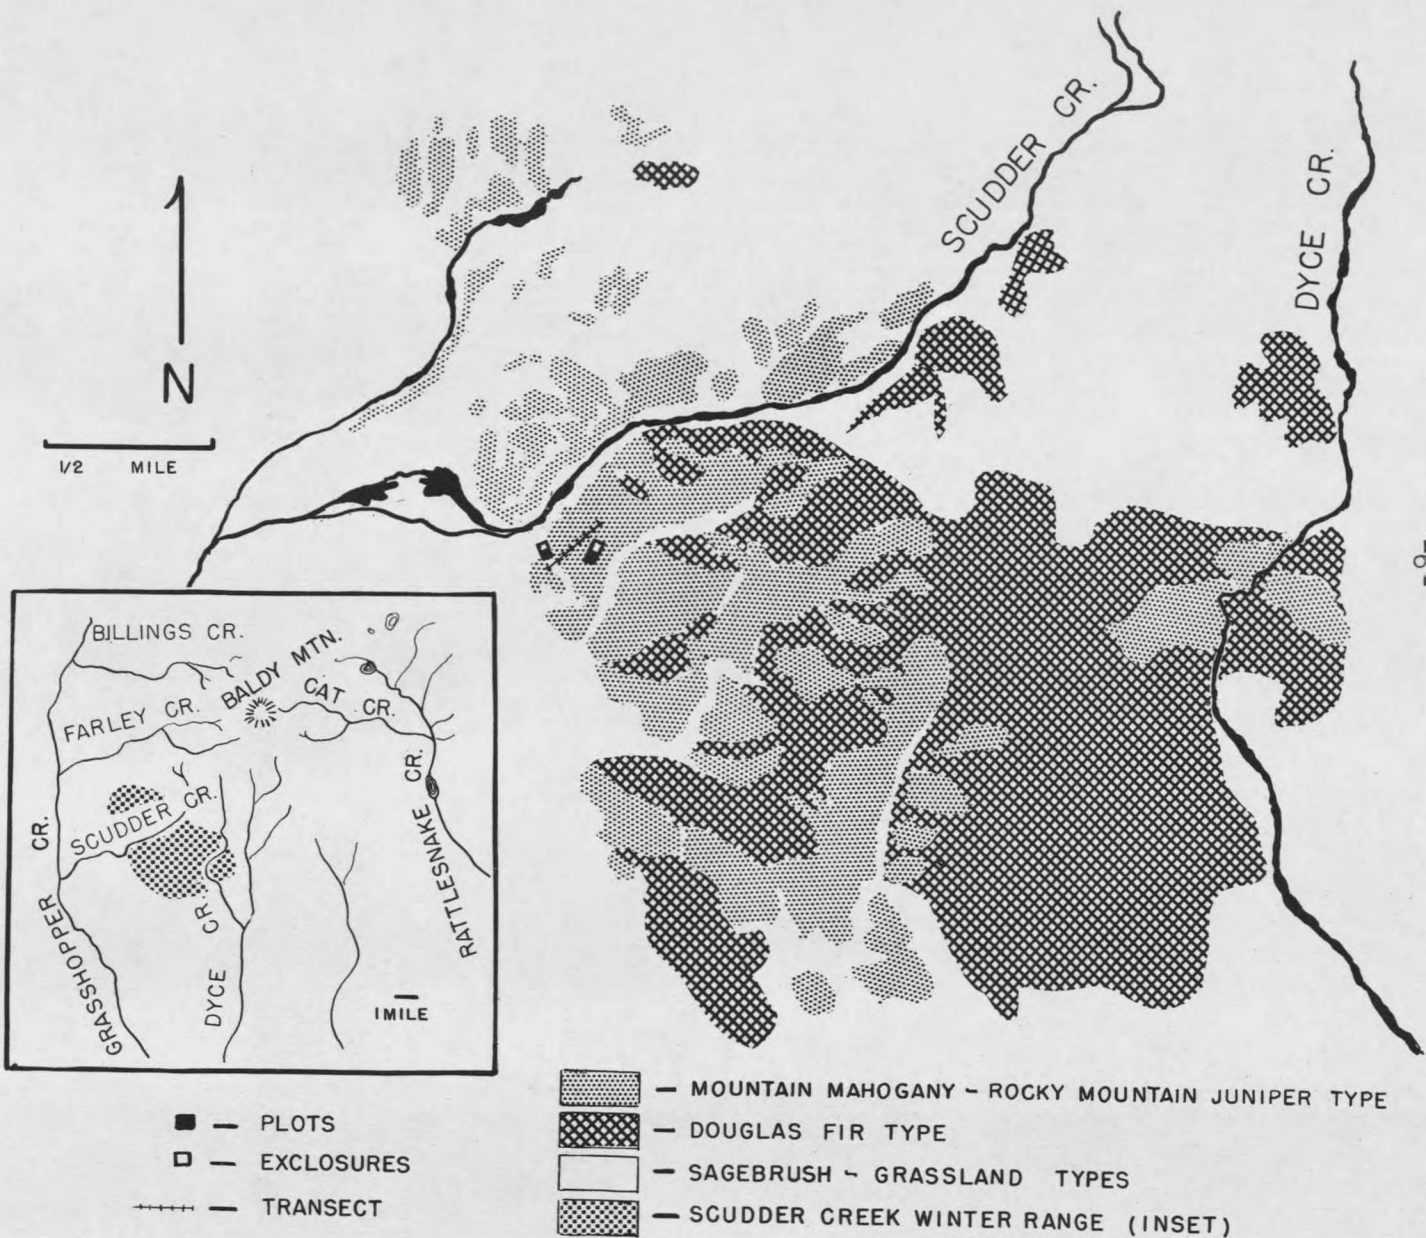 SCUDDER CR.
DYCE CR.
N
1/2 MILE
-9-
BILLINGS CR.
BALDY MTN.
FARLEY CR.
CAT CR.
SCUDDER CR.
GRASSHOPPER CR.
DYCE CR.
RATTLESNAKE CR.
1 MILE
PLOTS
EXCLOSURES
TRANSECT
— MOUNTAIN MAHOGANY – ROCKY MOUNTAIN JUNIPER TYPE
— DOUGLAS FIR TYPE
— SAGEBRUSH – GRASSLAND TYPES
— SCUDDER CREEK WINTER RANGE (INSET)